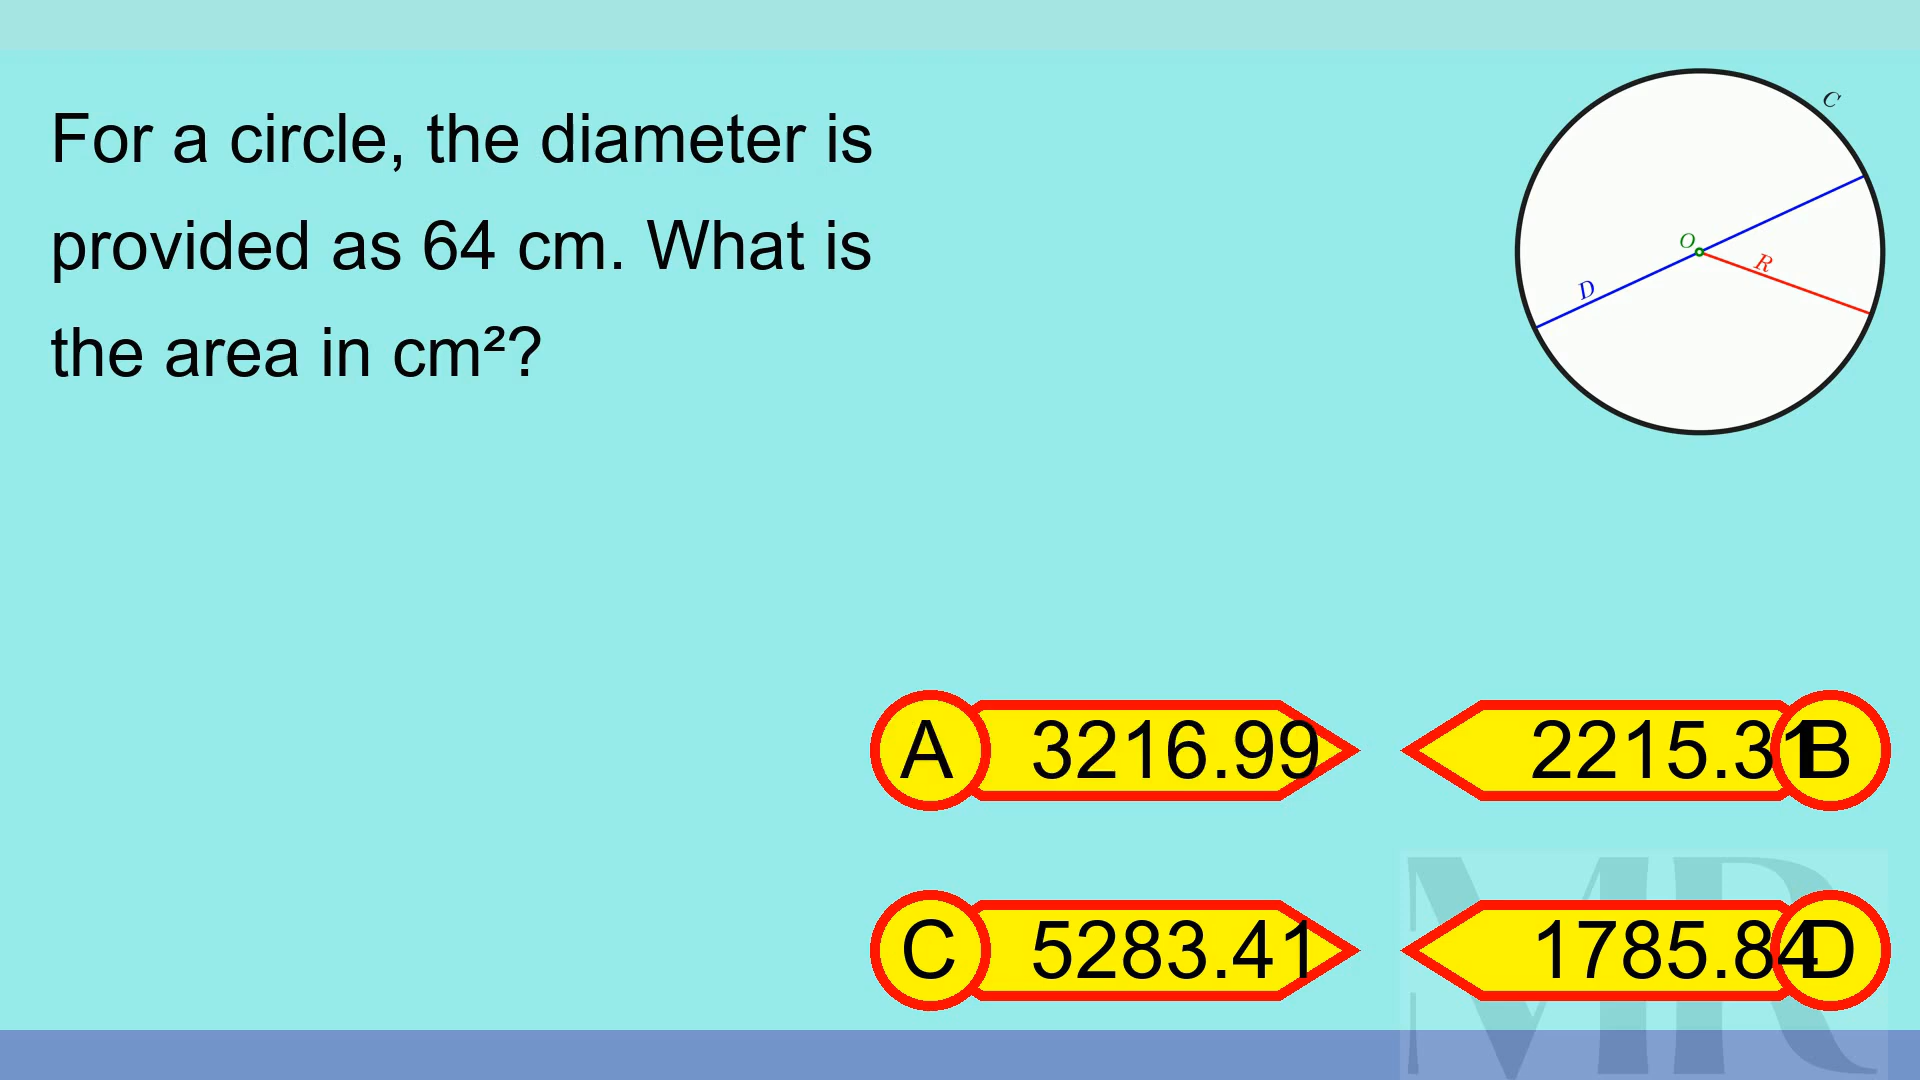 For a circle, the diameter is
provided as 64 cm. What is
the area in cm²?
C
O
R
D
A 3216.99
2215.31 B
C 5283.41
1785.84 D
MR